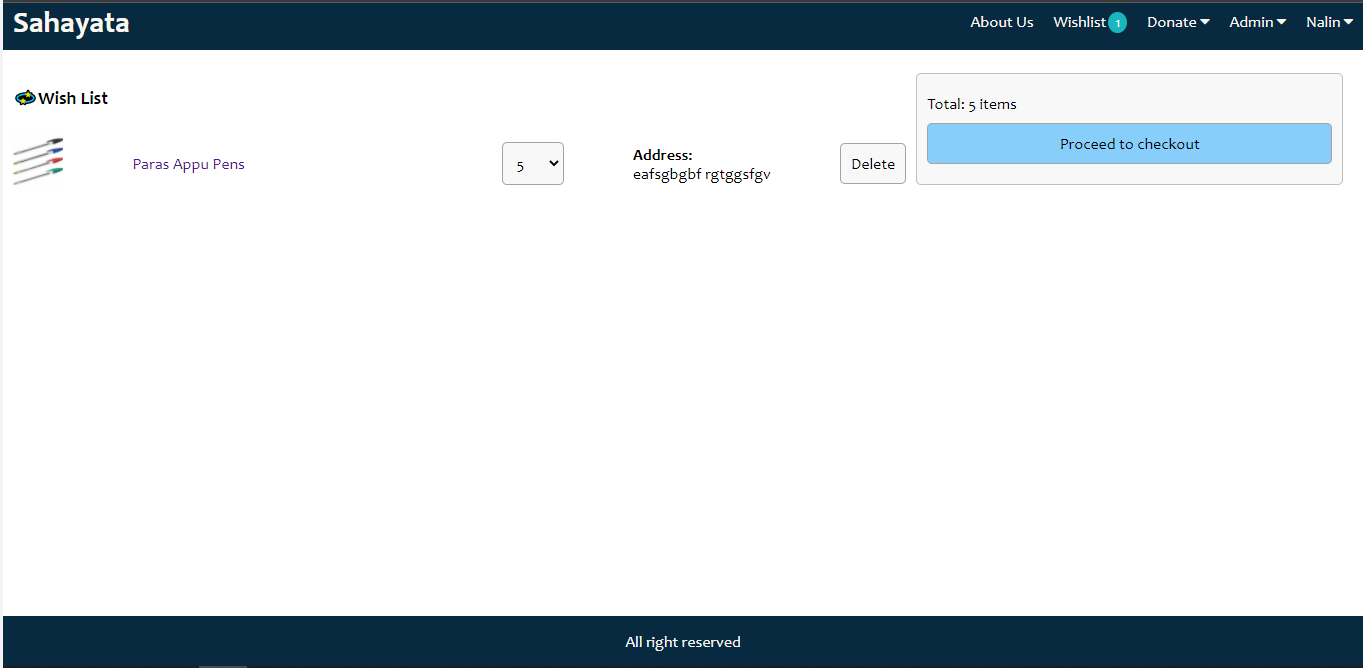 Sahayata
About Us Wishlist 1 Donate Admin Nalin
Wish List
Paras Appu Pens
5
Address:
eafsgbgbf rgtggsfgv
Delete
Total: 5 items
Proceed to checkout
All right reserved